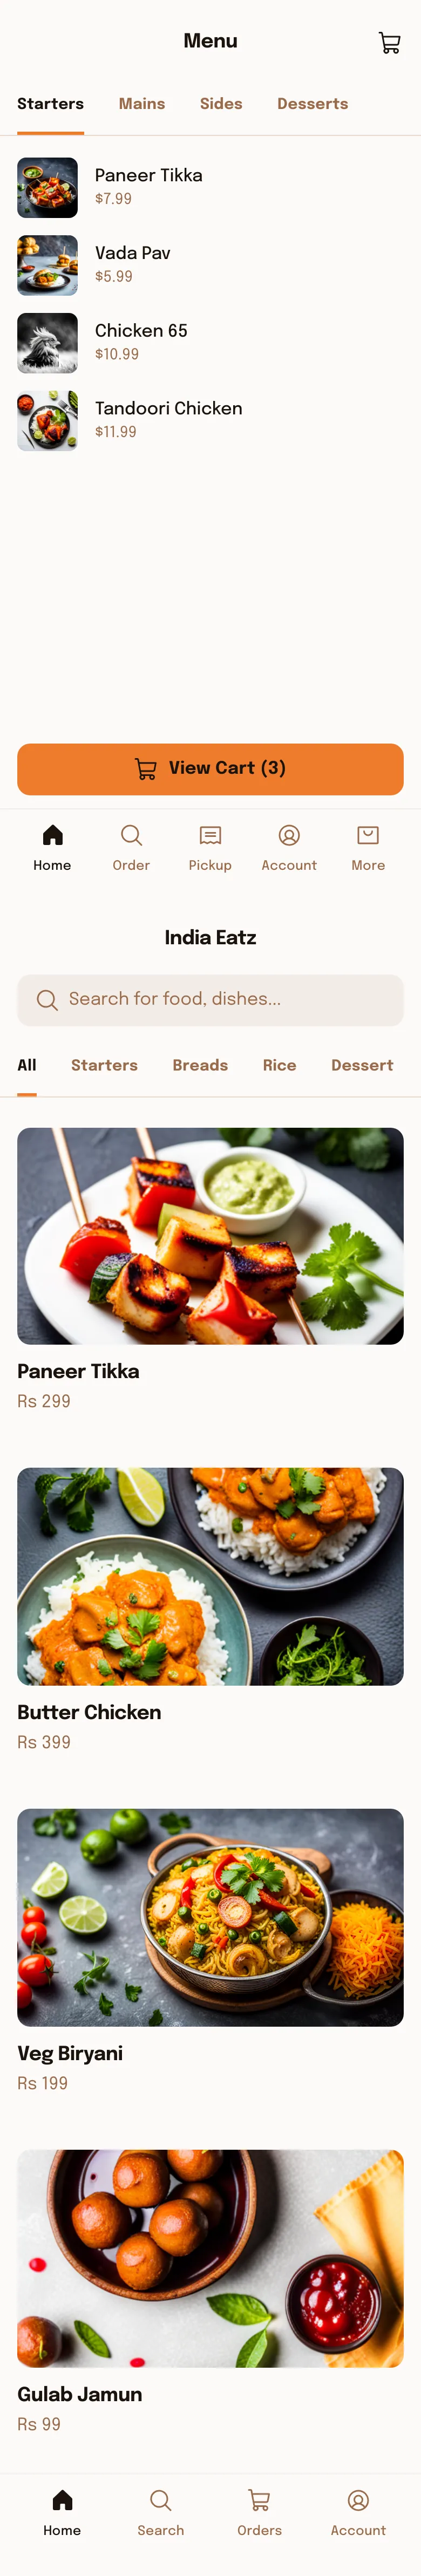 Menu
Starters Mains Sides Desserts
Paneer Tikka
$7.99
Vada Pav
$5.99
Chicken 65
$10.99
Tandoori Chicken
$11.99
View Cart (3)
Home Order Pickup Account More
India Eatz
Search for food, dishes...
All Starters Breads Rice Dessert
Paneer Tikka
Rs 299
Butter Chicken
Rs 399
Veg Biryani
Rs 199
Gulab Jamun
Rs 99
Home Search Orders Account